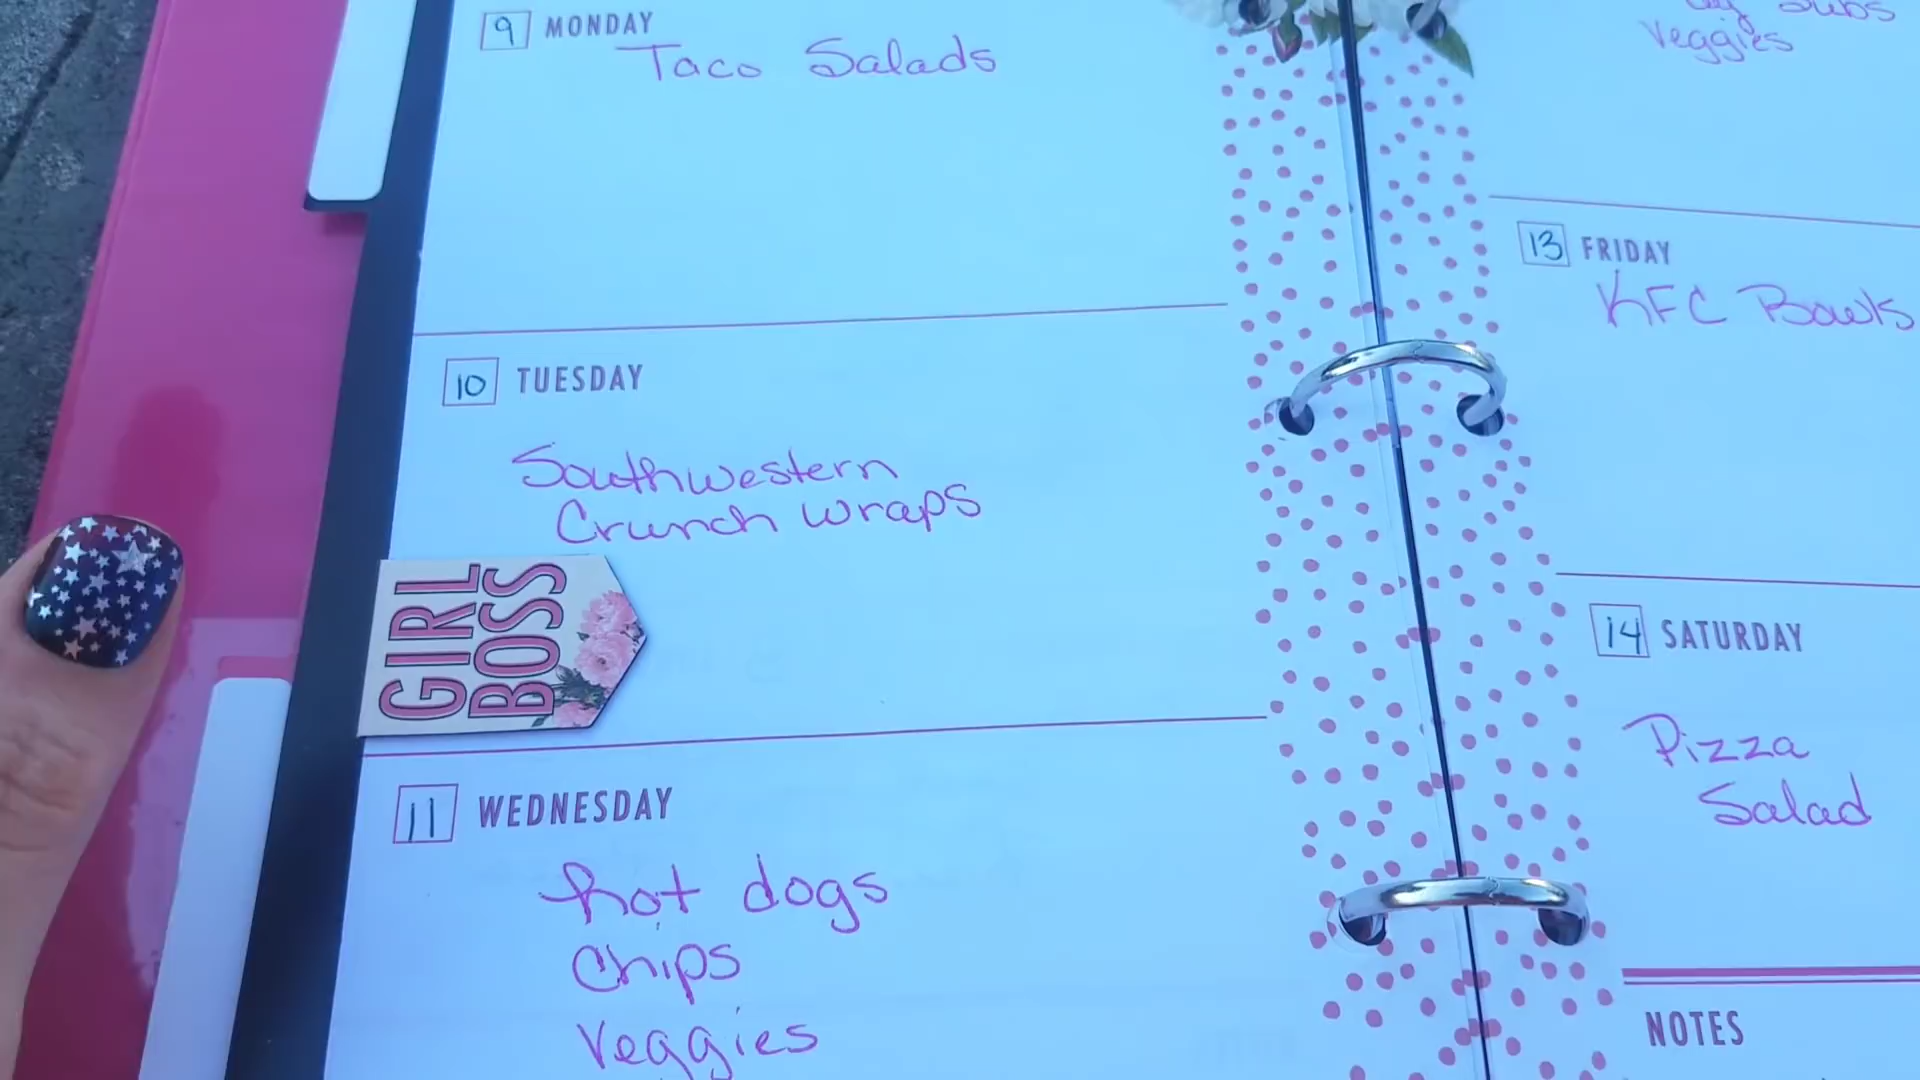 9 MONDAY
Taco Salads
10 TUESDAY
Southwestern
Crunch wraps
GIRL
BOSS
11 WEDNESDAY
hot dogs
Chips
Veggies
Subs
Veggies
13 FRIDAY
KFC Bowls
14 SATURDAY
Pizza
Salad
NOTES